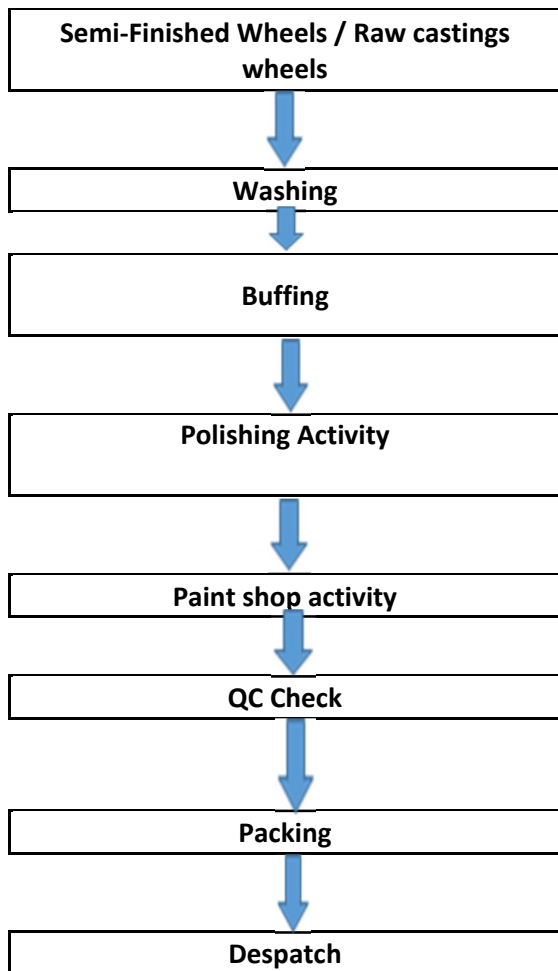 Semi-Finished Wheels / Raw castings
wheels
Washing
Buffing
Polishing Activity
Paint shop activity
QC Check
Packing
Despatch